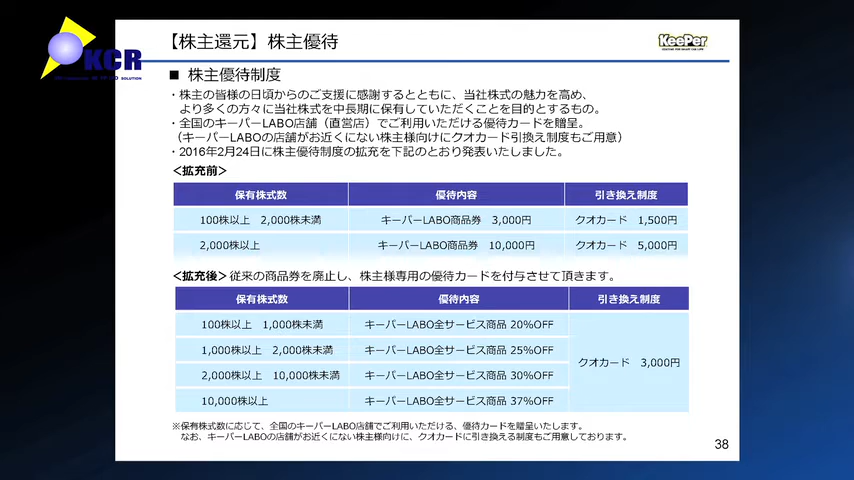 KCR
【株主還元】株主優待
KeePer
■ 株主優待制度
・株主の皆様の日頃からのご支援に感謝するとともに、当社株式の魅力を高め、
より多くの方々に当社株式を中長期に保有していただくことを目的とするもの。
・全国のキーパーLABO店舗（直営店）でご利用いただける優待カードを贈呈。
（キーパーLABOの店舗がお近くにない株主様向けにクオカード引換え制度もご用意）
・2016年2月24日に株主優待制度の拡充を下記のとおり発表いたしました。
＜拡充前＞
保有株式数 優待内容 引き換え制度
100株以上 2,000株未満 キーパーLABO商品券 3,000円 クオカード 1,500円
2,000株以上 キーパーLABO商品券 10,000円 クオカード 5,000円
＜拡充後＞従来の商品券を廃止し、株主様専用の優待カードを付与させて頂きます。
保有株式数 優待内容 引き換え制度
100株以上 1,000株未満 キーパーLABO全サービス商品 20%OFF
1,000株以上 2,000株未満 キーパーLABO全サービス商品 25%OFF
クオカード 3,000円
2,000株以上 10,000株未満 キーパーLABO全サービス商品 30%OFF
10,000株以上 キーパーLABO全サービス商品 37%OFF
※保有株式数に応じて、全国のキーパーLABO店舗でご利用いただける、優待カードを贈呈いたします。
なお、キーパーLABOの店舗がお近くにない株主様向けに、クオカードに引き換える制度もご用意しております。
38